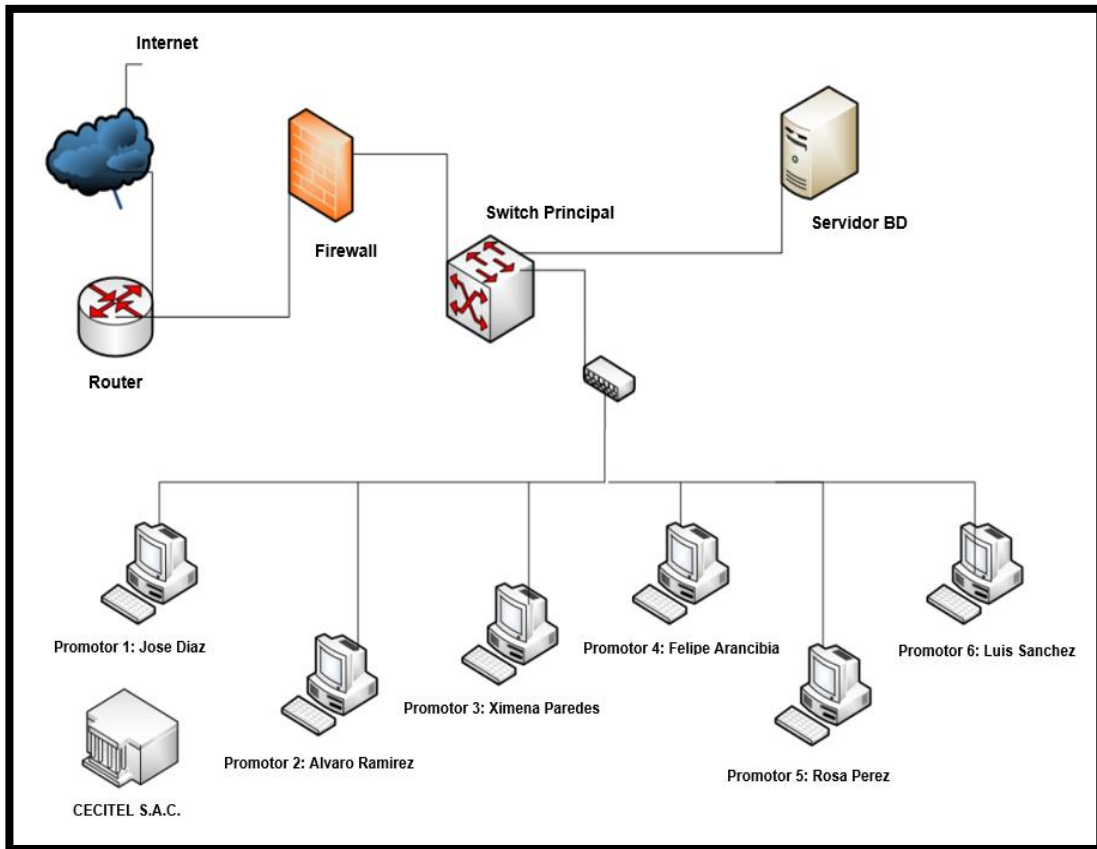 Internet
Firewall
Switch Principal
Servidor BD
Router
Promotor 1: Jose Diaz
Promotor 2: Alvaro Ramirez
Promotor 3: Ximena Paredes
Promotor 4: Felipe Arancibia
Promotor 5: Rosa Perez
Promotor 6: Luis Sanchez
CECITEL S.A.C.